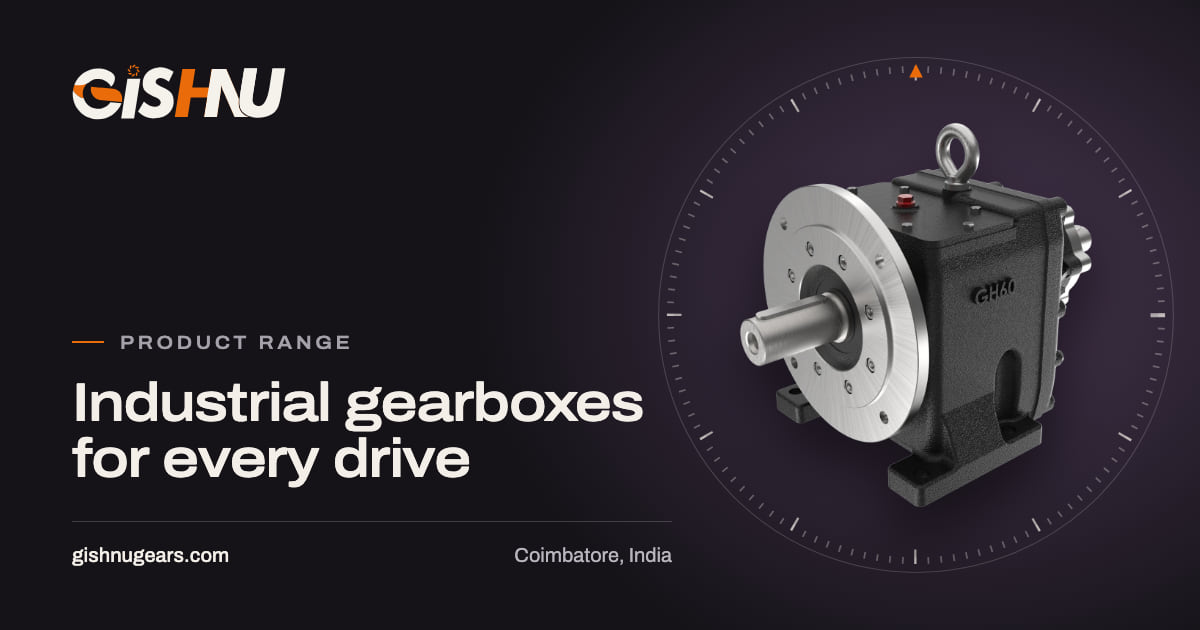 GiSHNU
PRODUCT RANGE
Industrial gearboxes
for every drive
gishnugears.com
Coimbatore, India
GH60